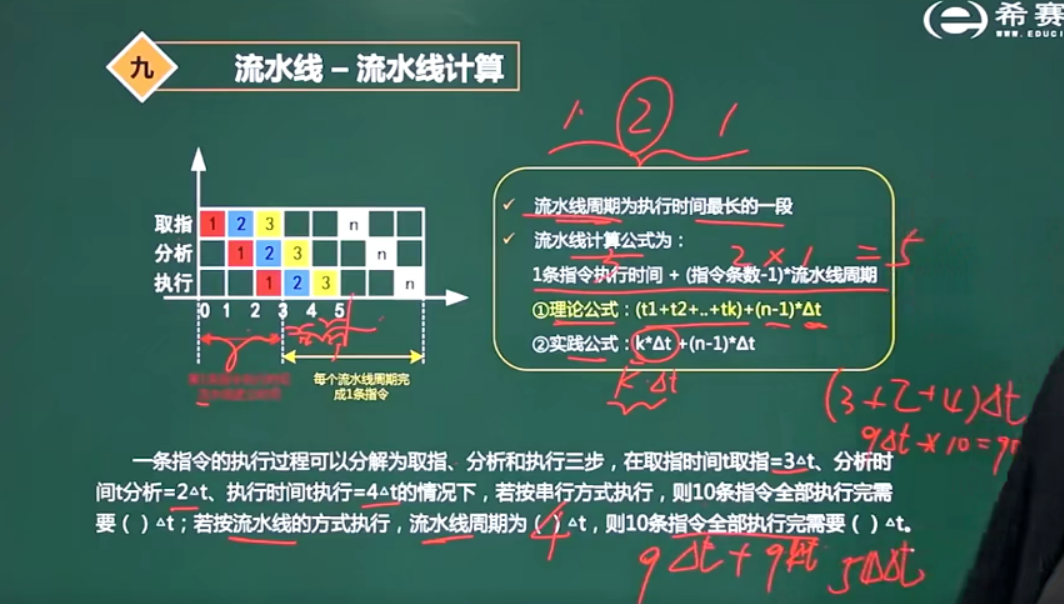 希赛
WWW.EDUCI
九
流水线 – 流水线计算
1 2 1
取指 1 2 3 n
分析 1 2 3 n
执行 1 2 3 n
0 1 2 3 4 5
每个流水线周期完
成1条指令
✓ 流水线周期为执行时间最长的一段
✓ 流水线计算公式为：
3 2 × 1 = 5
1条指令执行时间 + (指令条数-1)*流水线周期
①理论公式：(t1+t2+..+tk)+(n-1)*Δt
②实践公式：k*Δt +(n-1)*Δt
K·Δt
(3+2+4)Δt
9Δt×10=9
一条指令的执行过程可以分解为取指、分析和执行三步，在取指时间t取指=3△t、分析时
间t分析=2△t、执行时间t执行=4△t的情况下，若按串行方式执行，则10条指令全部执行完需
要（ ）△t；若按流水线的方式执行，流水线周期为（ ）△t，则10条指令全部执行完需要（ ）△t。
4
9Δt+9